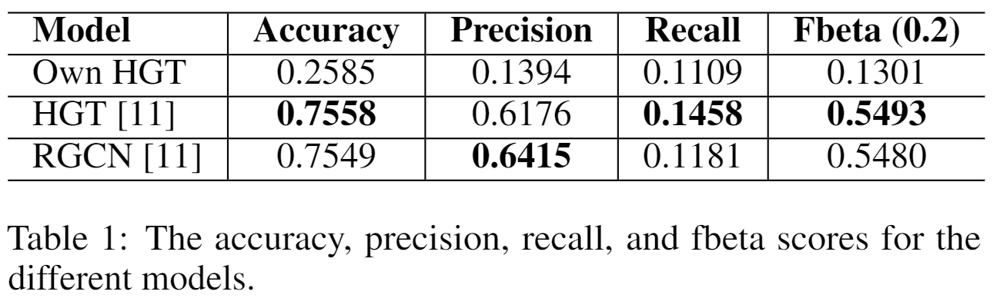 Model Accuracy Precision Recall Fbeta (0.2)
Own HGT 0.2585 0.1394 0.1109 0.1301
HGT [11] 0.7558 0.6176 0.1458 0.5493
RGCN [11] 0.7549 0.6415 0.1181 0.5480
Table 1: The accuracy, precision, recall, and fbeta scores for the
different models.